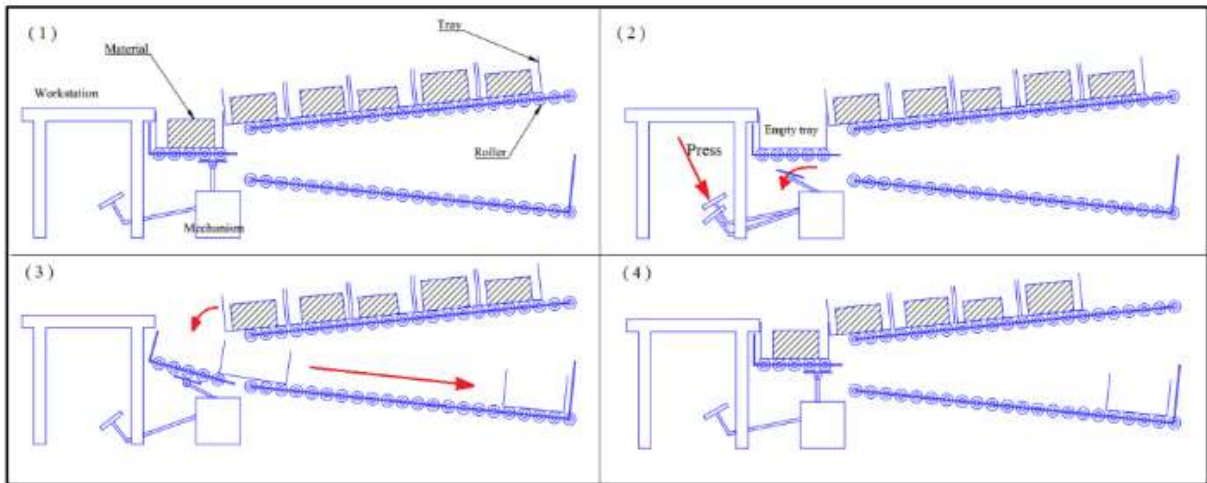 ( 1 )
Tray
Material
Workstation
Roller
Mechanism
( 2 )
Empty tray
Press
( 3 )
( 4 )